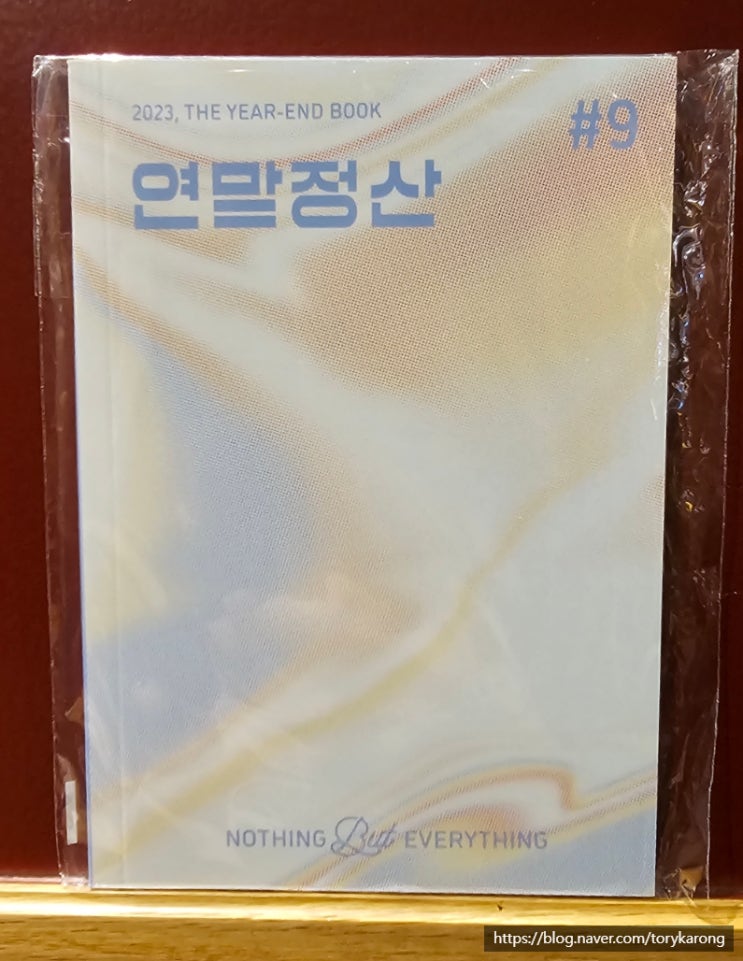 2023, THE YEAR-END BOOK
#9
연말정산
NOTHING But EVERYTHING
https://blog.naver.com/torykarong